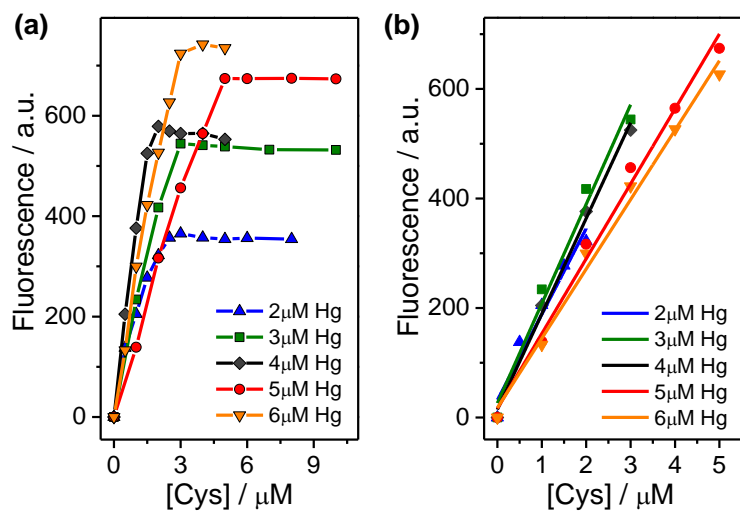 (a)
Fluorescence / a.u.
600
400
200
0
2μM Hg
3μM Hg
4μM Hg
5μM Hg
6μM Hg
0 3 6 9
[Cys] / μM
(b)
Fluorescence / a.u.
600
400
200
0
2μM Hg
3μM Hg
4μM Hg
5μM Hg
6μM Hg
0 1 2 3 4 5
[Cys] / μM